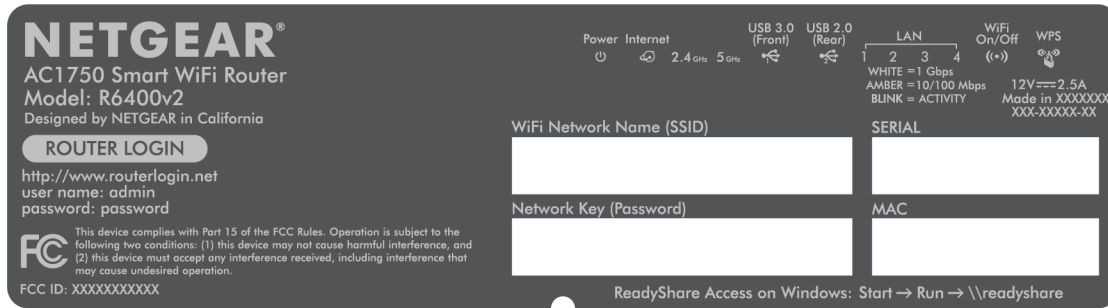 NETGEAR®
AC1750 Smart WiFi Router
Model: R6400v2
Designed by NETGEAR in California
ROUTER LOGIN
http://www.routerlogin.net
user name: admin
password: password
FC
This device complies with Part 15 of the FCC Rules. Operation is subject to the
following two conditions: (1) this device may not cause harmful interference, and
(2) this device must accept any interference received, including interference that
may cause undesired operation.
FCC ID: XXXXXXXXXXX
Power Internet 2.4 GHz 5 GHz
USB 3.0
(Front)
USB 2.0
(Rear)
LAN
1 2 3 4
WHITE =1 Gbps
AMBER =10/100 Mbps
BLINK = ACTIVITY
WiFi
On/Off
WPS
12V⎓2.5A
Made in XXXXXXX
XXX-XXXXX-XX
WiFi Network Name (SSID)
SERIAL
Network Key (Password)
MAC
ReadyShare Access on Windows: Start → Run → \\readyshare